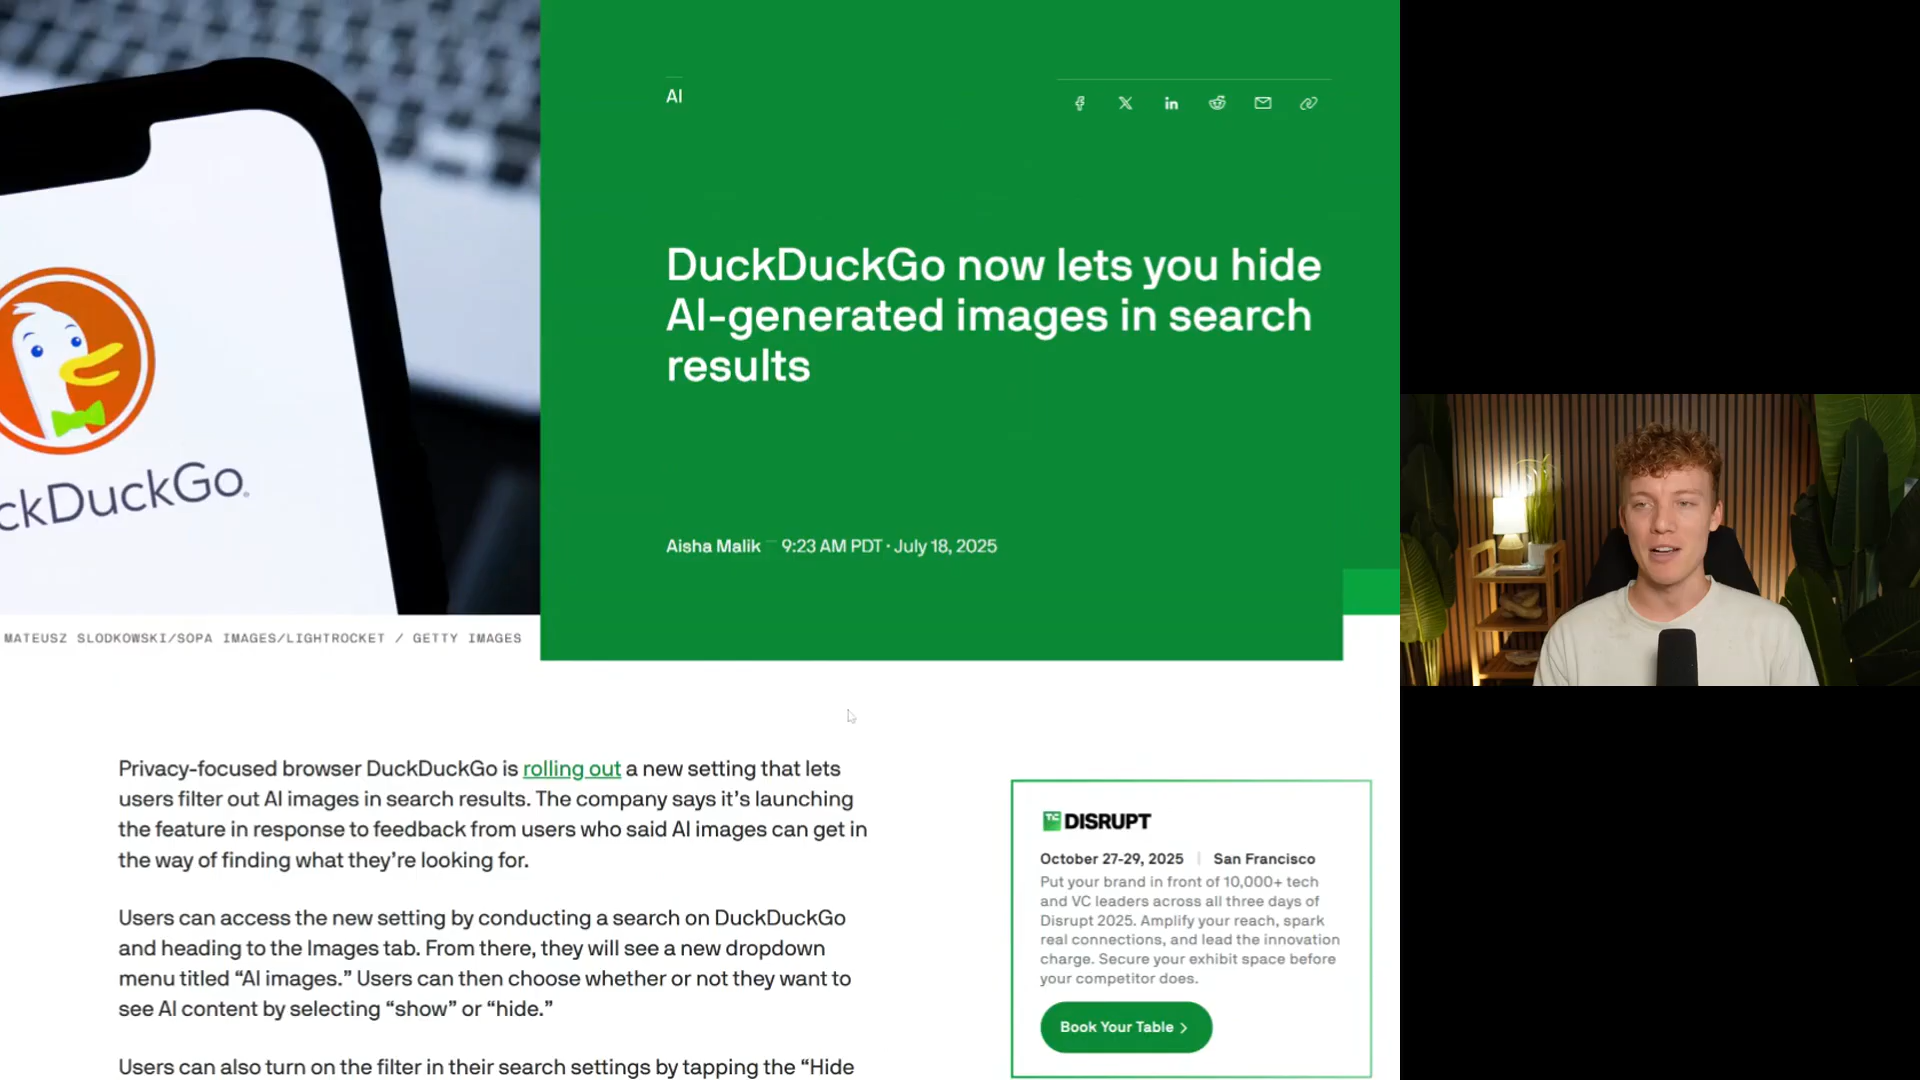 AI
DuckDuckGo now lets you hide
AI-generated images in search
results
Aisha Malik — 9:23 AM PDT · July 18, 2025
ckDuckGo
MATEUSZ SLODKOWSKI/SOPA IMAGES/LIGHTROCKET / GETTY IMAGES
Privacy-focused browser DuckDuckGo is rolling out a new setting that lets
users filter out AI images in search results. The company says it’s launching
the feature in response to feedback from users who said AI images can get in
the way of finding what they’re looking for.
Users can access the new setting by conducting a search on DuckDuckGo
and heading to the Images tab. From there, they will see a new dropdown
menu titled “AI images.” Users can then choose whether or not they want to
see AI content by selecting “show” or “hide.”
Users can also turn on the filter in their search settings by tapping the “Hide
TC DISRUPT
October 27-29, 2025 | San Francisco
Put your brand in front of 10,000+ tech
and VC leaders across all three days of
Disrupt 2025. Amplify your reach, spark
real connections, and lead the innovation
charge. Secure your exhibit space before
your competitor does.
Book Your Table >